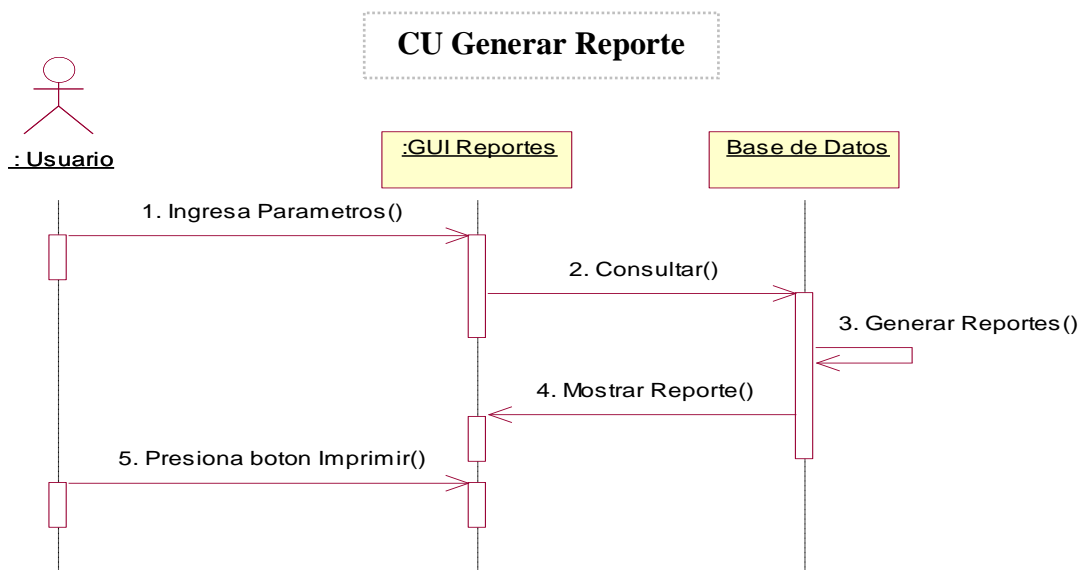 CU Generar Reporte
: Usuario
:GUI Reportes
Base de Datos
1. Ingresa Parametros()
2. Consultar()
3. Generar Reportes()
4. Mostrar Reporte()
5. Presiona boton Imprimir()